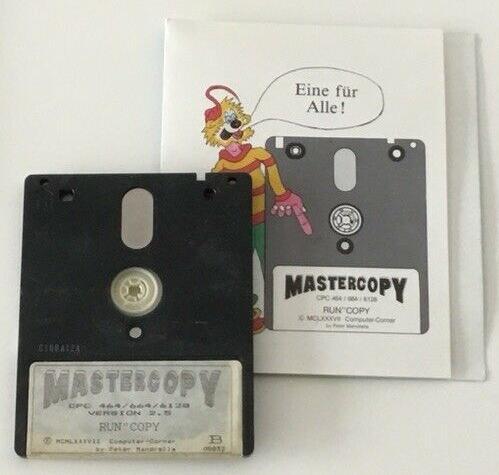 Eine für
Alle!
MASTERCOPY
CPC 464 / 664 / 6128
RUN"COPY
© MCLXXXVII Computer-Corner
by Peter Mandrella
MASTERCOPY
CPC 464/664/6128
VERSION 2.5
RUN"COPY
© MCMLXXXVII Computer-Corner B
by Peter Mandrella